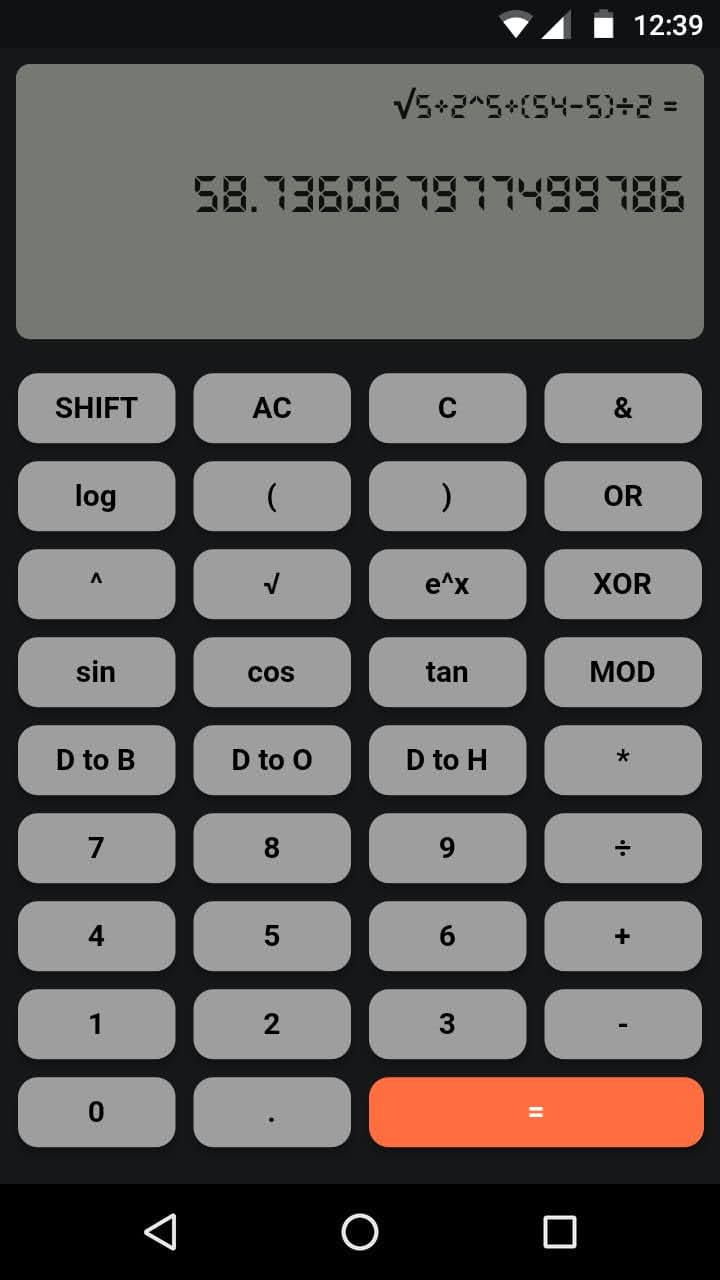 12:39
√5+2^5+(54-5)÷2 =
58.736067977499786
SHIFT AC C &
log ( ) OR
^ √ e^x XOR
sin cos tan MOD
D to B D to O D to H *
7 8 9 ÷
4 5 6 +
1 2 3 -
0 . =